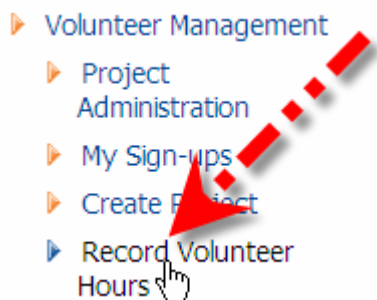 Volunteer Management
Project
Administration
My Sign-ups
Create Project
Record Volunteer
Hours